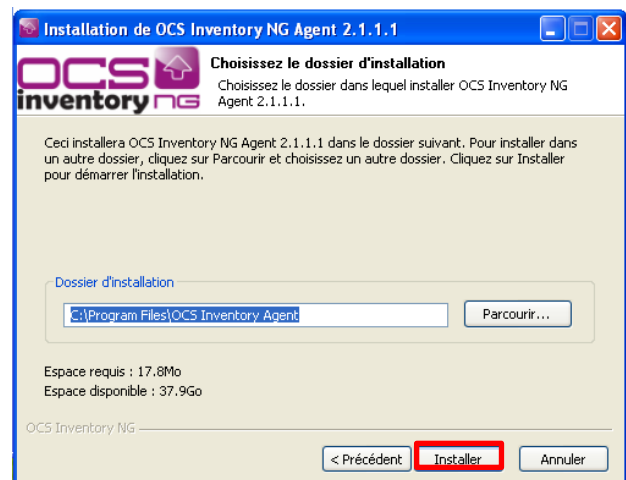 Installation de OCS Inventory NG Agent 2.1.1.1
OCS
inventory NG
Choisissez le dossier d'installation
Choisissez le dossier dans lequel installer OCS Inventory NG
Agent 2.1.1.1.
Ceci installera OCS Inventory NG Agent 2.1.1.1 dans le dossier suivant. Pour installer dans
un autre dossier, cliquez sur Parcourir et choisissez un autre dossier. Cliquez sur Installer
pour démarrer l'installation.
Dossier d'installation
C:\Program Files\OCS Inventory Agent
Parcourir...
Espace requis : 17.8Mo
Espace disponible : 37.9Go
OCS Inventory NG
< Précédent
Installer
Annuler